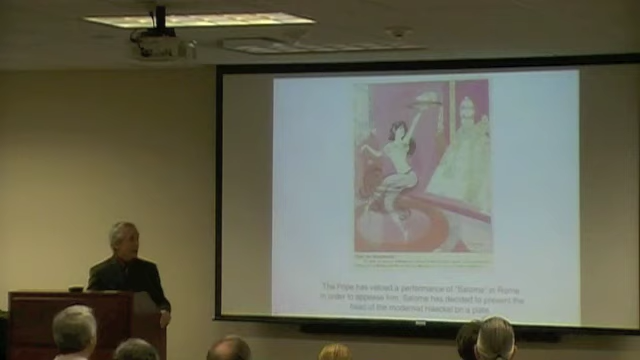 The Pope has vetoed a performance of "Salome" in Rome.
In order to appease him, Salome has decided to present the
head of the modernist Haeckel on a plate.